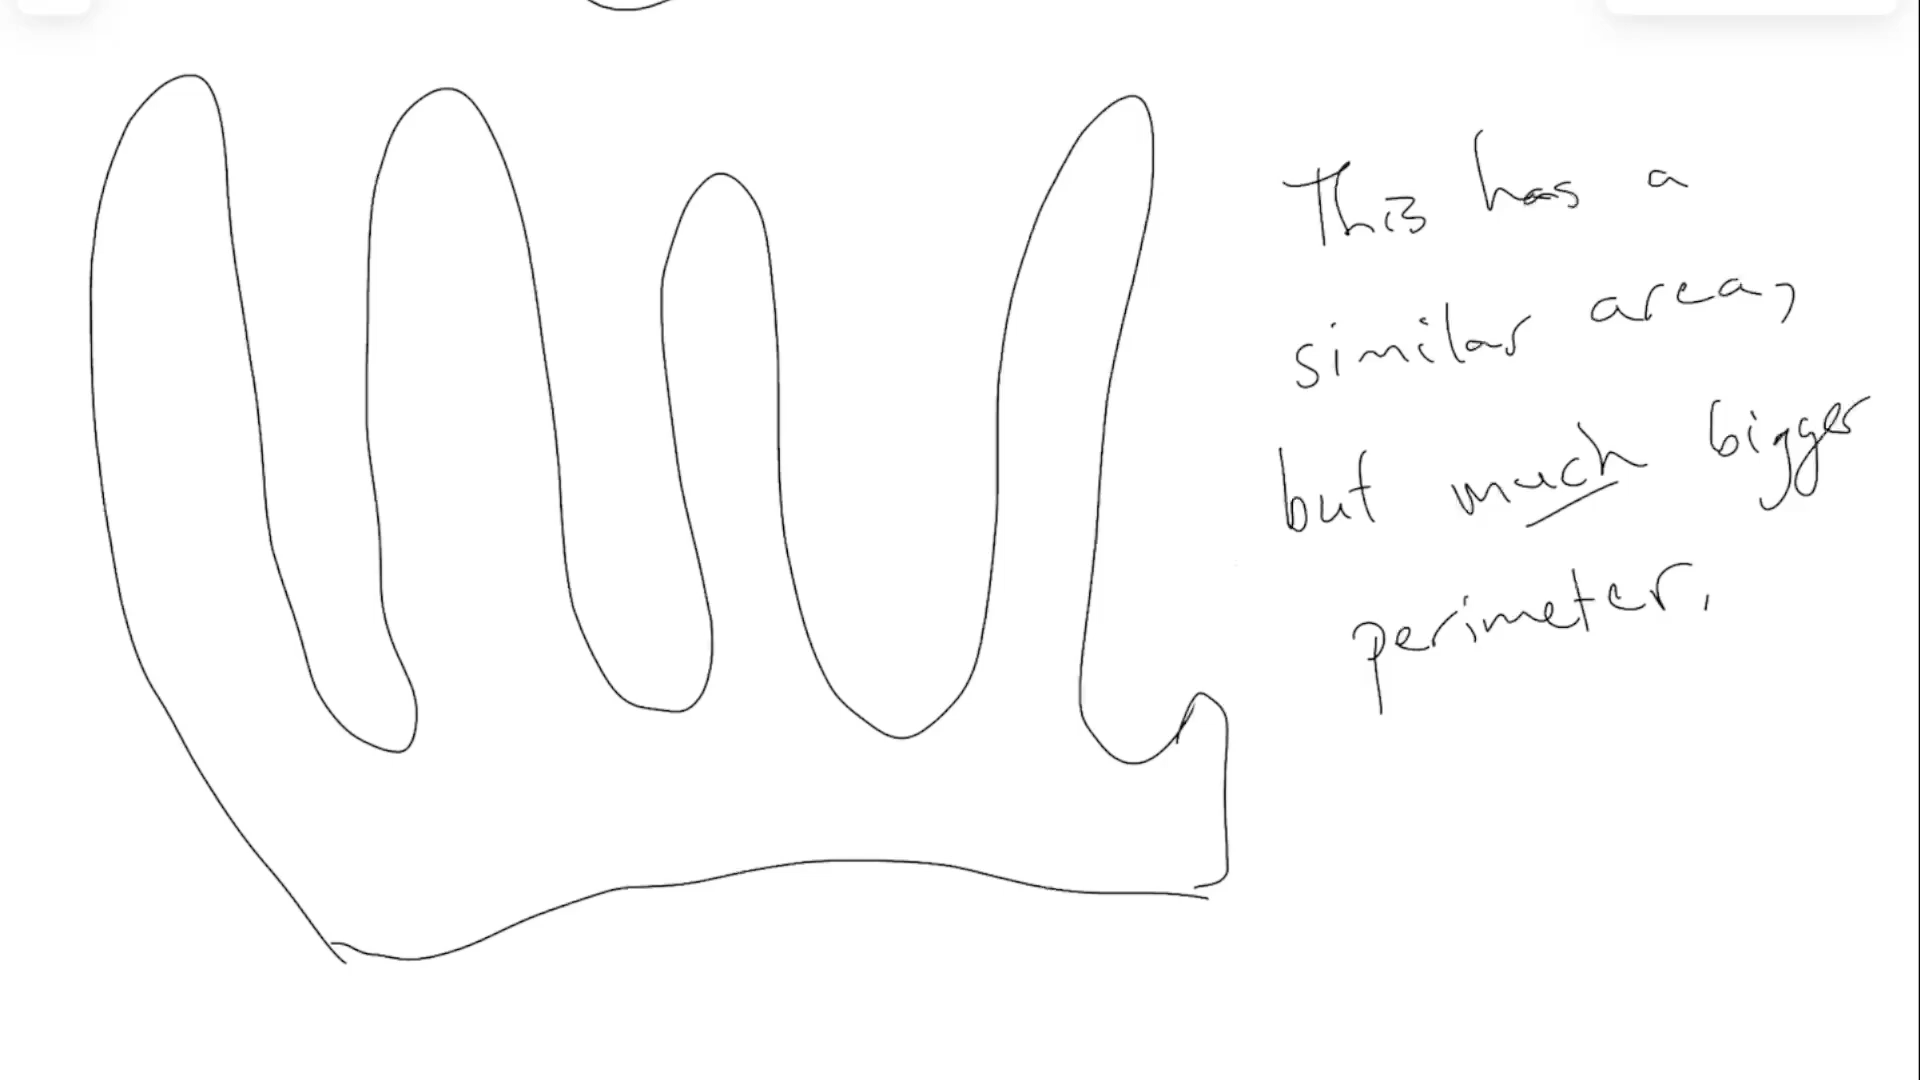 This has a
similar area,
but much bigger
perimeter.